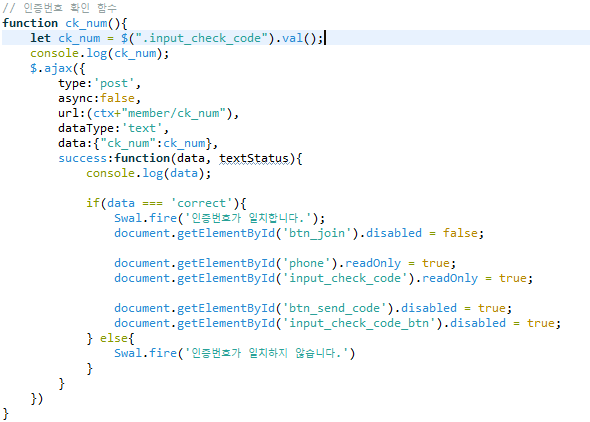 // 인증번호 확인 함수
function ck_num(){
    let ck_num = $(".input_check_code").val();
    console.log(ck_num);
    $.ajax({
        type:'post',
        async:false,
        url:(ctx+"member/ck_num"),
        dataType:'text',
        data:{"ck_num":ck_num},
        success:function(data, textStatus){
            console.log(data);

            if(data === 'correct'){
                Swal.fire('인증번호가 일치합니다.');
                document.getElementById('btn_join').disabled = false;

                document.getElementById('phone').readOnly = true;
                document.getElementById('input_check_code').readOnly = true;

                document.getElementById('btn_send_code').disabled = true;
                document.getElementById('input_check_code_btn').disabled = true;
            } else{
                Swal.fire('인증번호가 일치하지 않습니다.')
            }
        }
    })
}